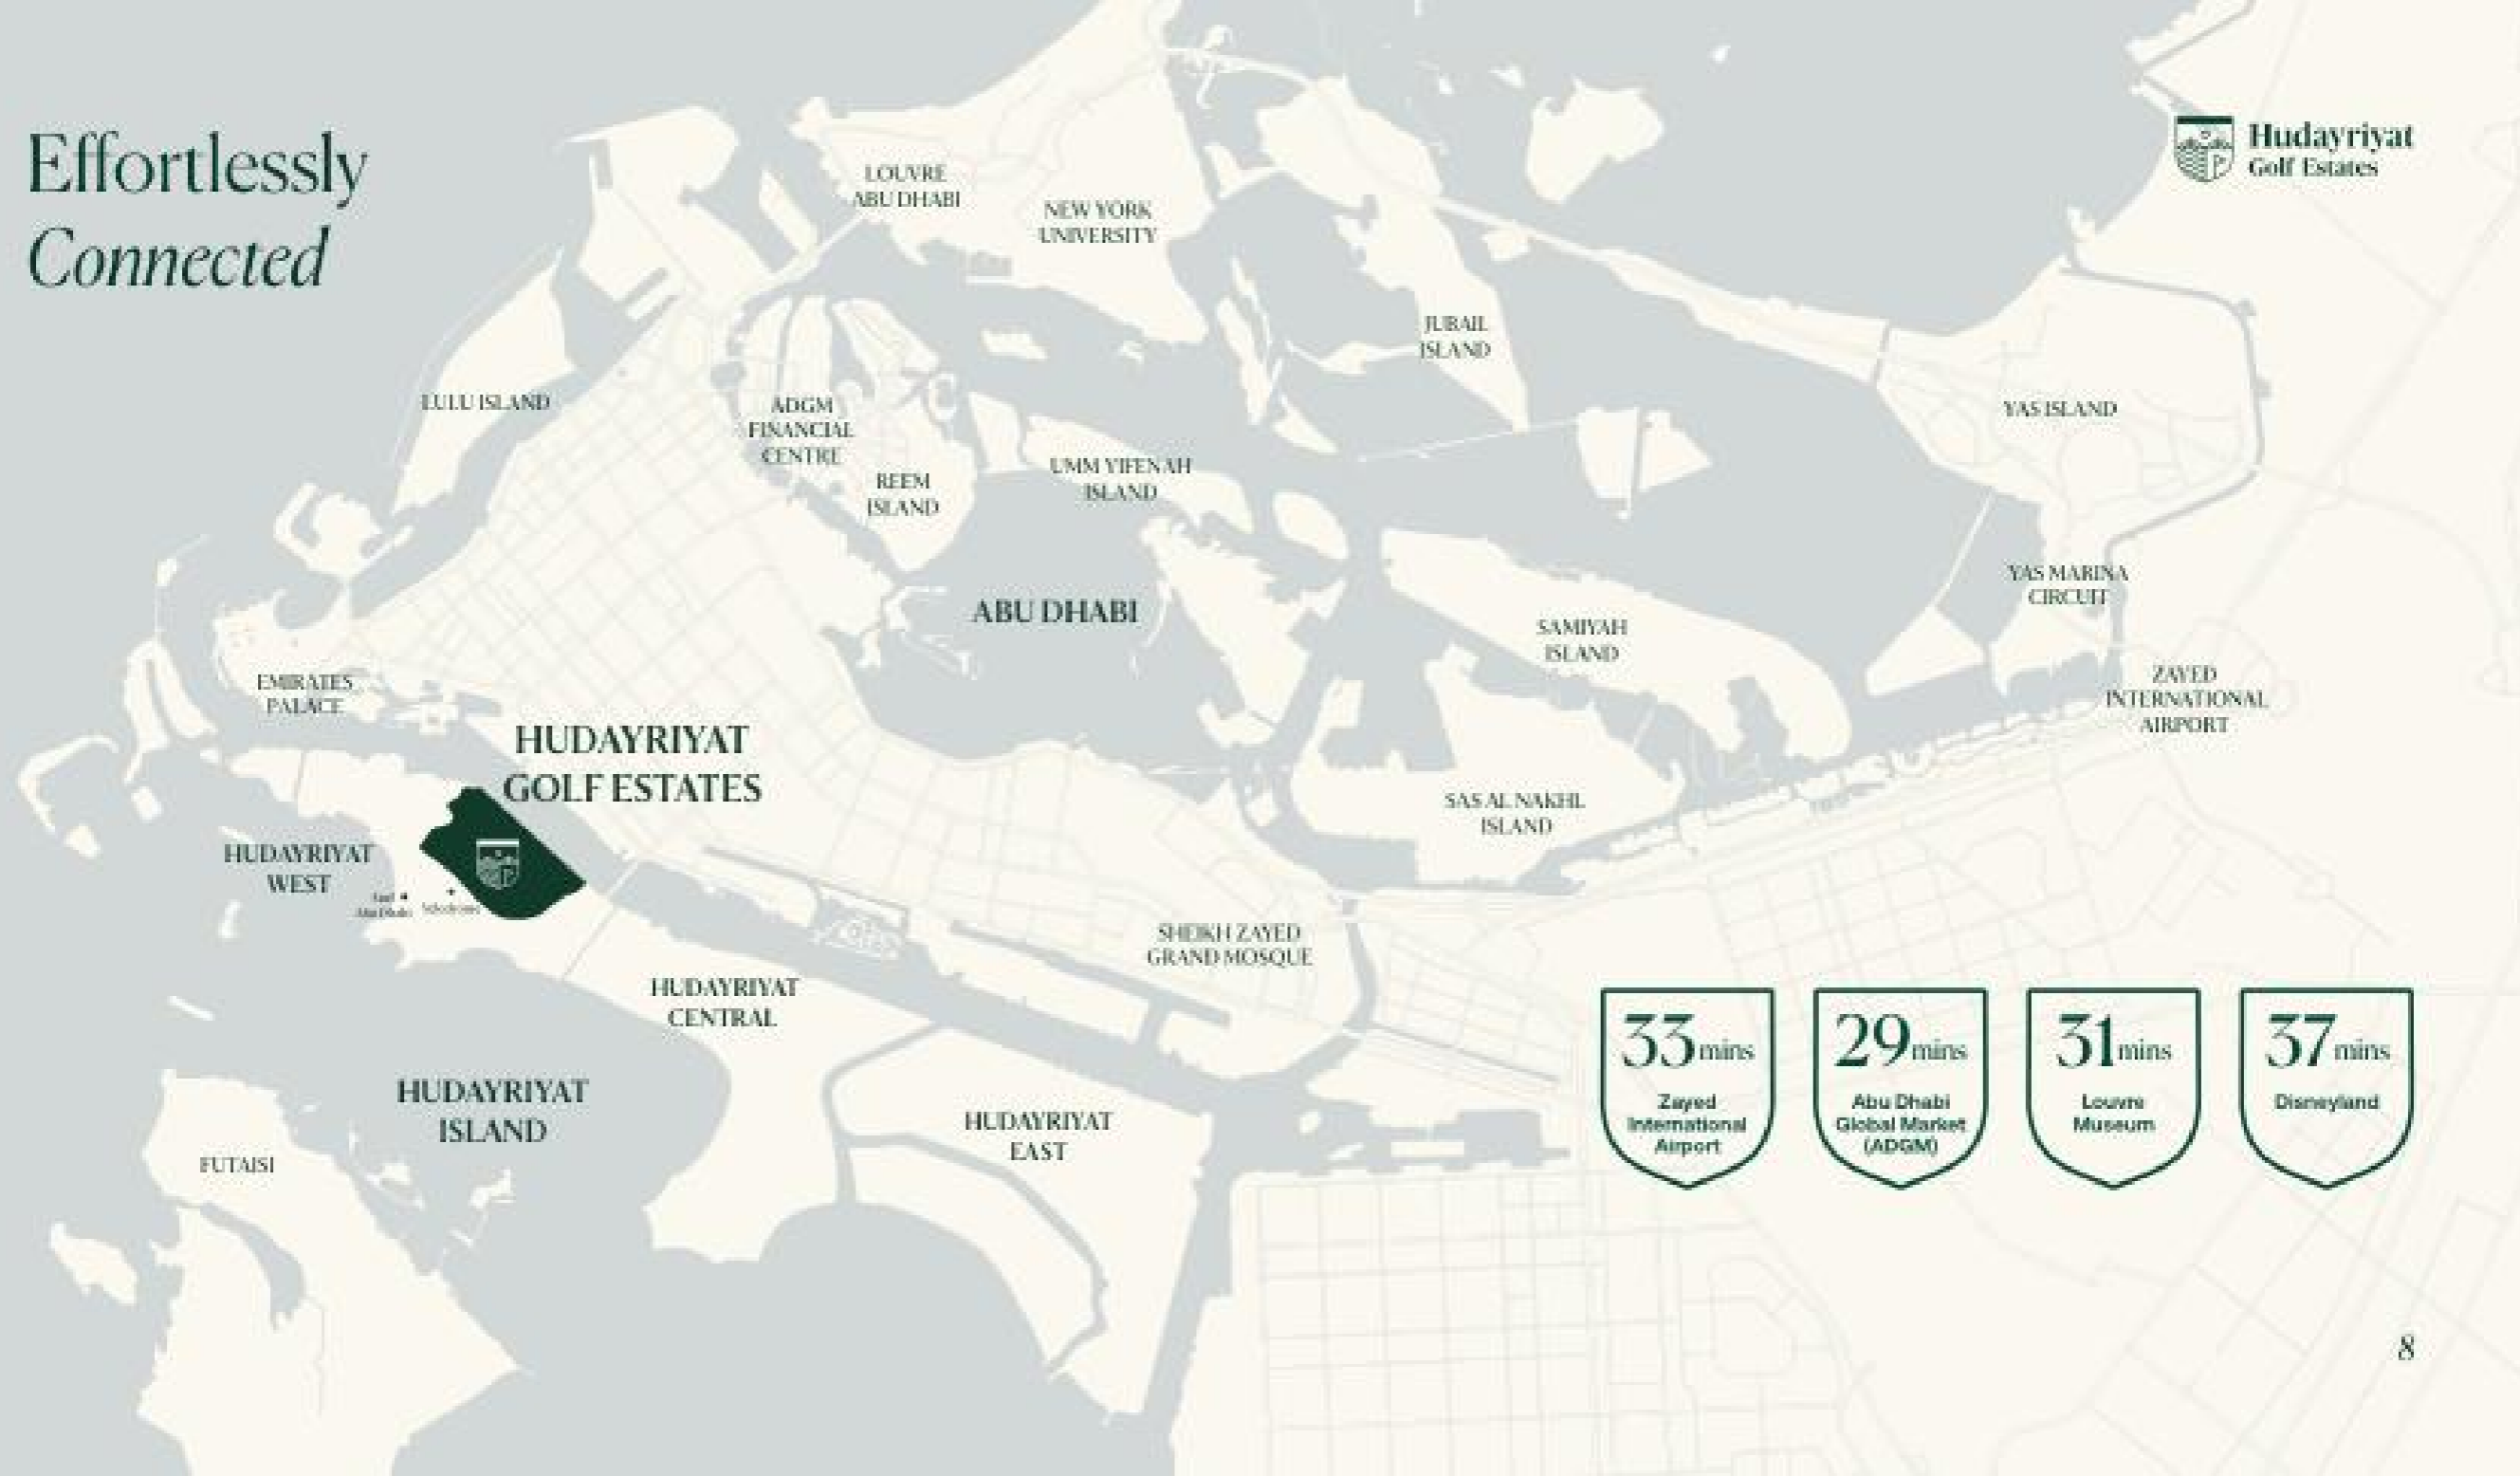 Effortlessly
Connected
Hudayriyat
Golf Estates
LOUVRE
ABU DHABI
NEW YORK
UNIVERSITY
JUBAIL
ISLAND
LULU ISLAND
ADGM
FINANCIAL
CENTRE
REEM
ISLAND
UMM YIFENAH
ISLAND
YAS ISLAND
YAS MARINA
CIRCUIT
ABU DHABI
SAMIYAH
ISLAND
ZAYED
INTERNATIONAL
AIRPORT
EMIRATES
PALACE
HUDAYRIYAT
GOLF ESTATES
SAS AL NAKHL
ISLAND
HUDAYRIYAT
WEST
Abu Dhabi
Velodrome
SHEIKH ZAYED
GRAND MOSQUE
HUDAYRIYAT
CENTRAL
HUDAYRIYAT
ISLAND
HUDAYRIYAT
EAST
FUTAISI
33 mins
Zayed
International
Airport
29 mins
Abu Dhabi
Global Market
(ADGM)
31 mins
Louvre
Museum
37 mins
Disneyland
8